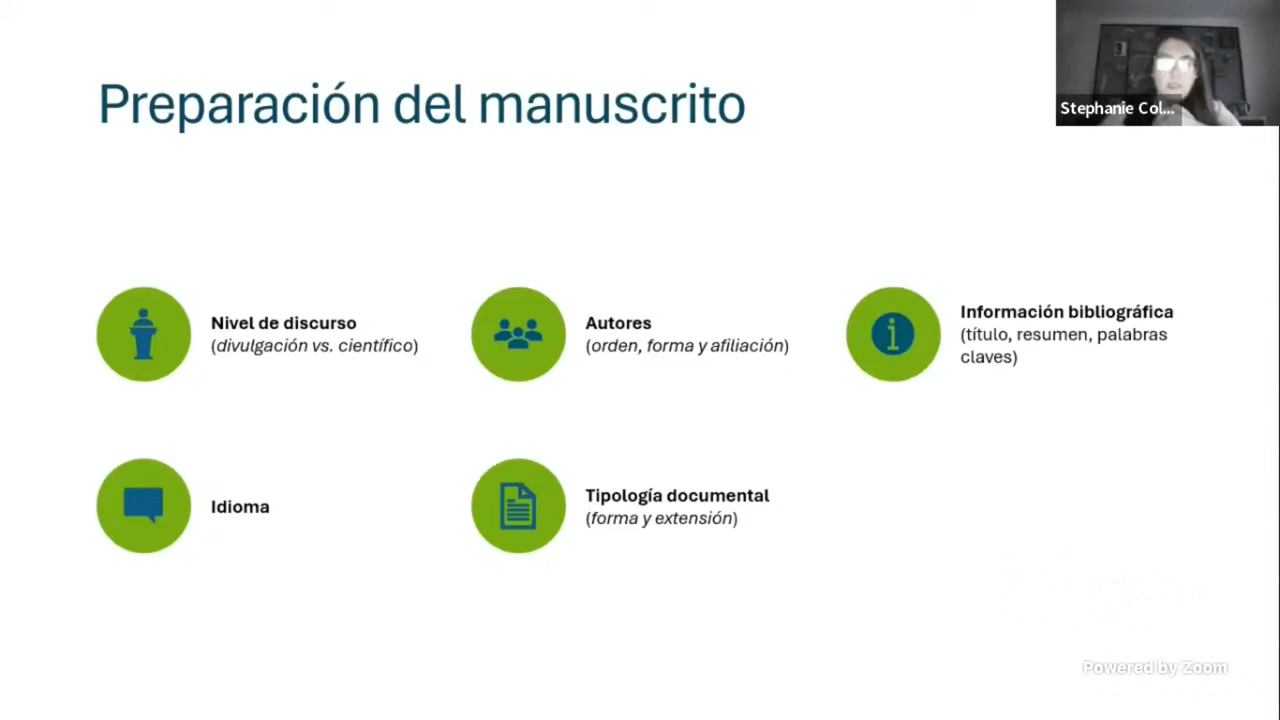 Preparación del manuscrito
Stephanie Col...
Nivel de discurso
(divulgación vs. científico)
Autores
(orden, forma y afiliación)
Información bibliográfica
(título, resumen, palabras
claves)
Idioma
Tipología documental
(forma y extensión)
Powered by Zoom